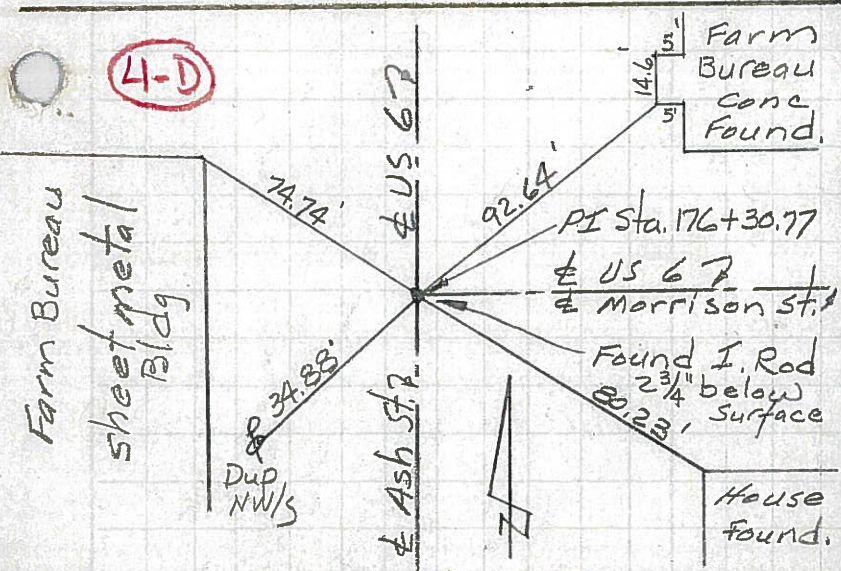 4-D
Farm
Bureau
Conc
Found.
5'
14.6'
5'
℄ US 67
74.74'
92.64'
PI Sta. 176+30.77
℄ US 67
℄ Morrison St.
Found I. Rod
2 3/4" below
Surface
80.23'
Farm Bureau
sheet metal
Bldg
34.88'
Dup
NW/S
℄ Ash St.
House
Found.